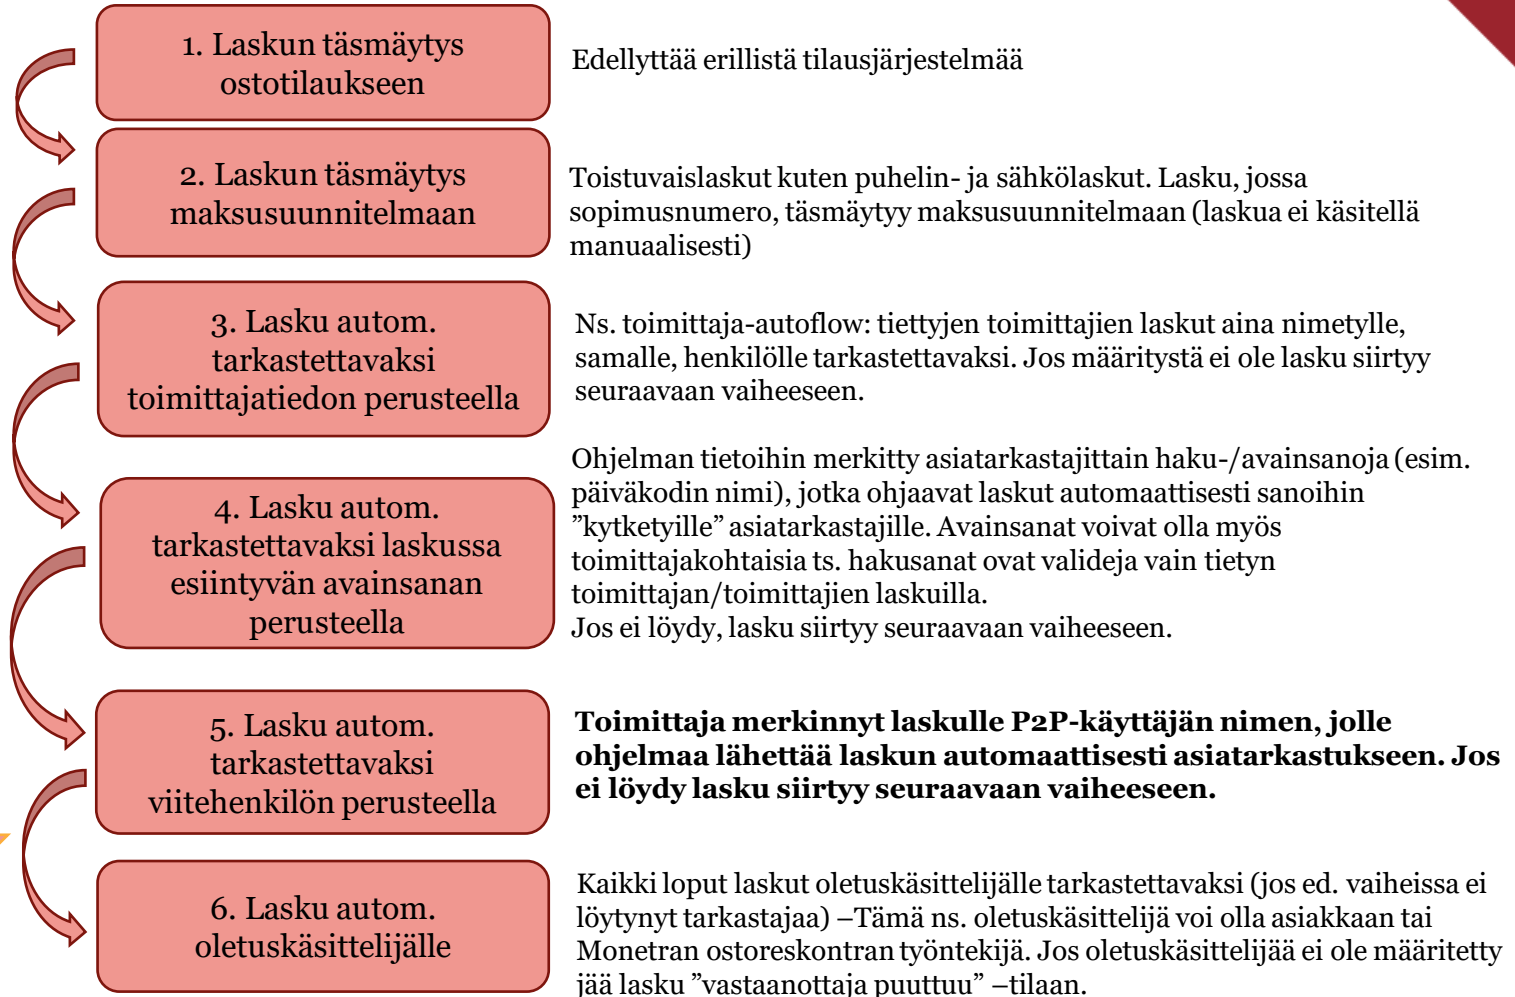 1. Laskun täsmäytys
ostotilaukseen
Edellyttää erillistä tilausjärjestelmää
2. Laskun täsmäytys
maksusuunnitelmaan
Toistuvaislaskut kuten puhelin- ja sähkölaskut. Lasku, jossa
sopimusnumero, täsmäytyy maksusuunnitelmaan (laskua ei käsitellä
manuaalisesti)
3. Lasku autom.
tarkastettavaksi
toimittajatiedon perusteella
Ns. toimittaja-autoflow: tiettyjen toimittajien laskut aina nimetylle,
samalle, henkilölle tarkastettavaksi. Jos määritystä ei ole lasku siirtyy
seuraavaan vaiheeseen.
4. Lasku autom.
tarkastettavaksi laskussa
esiintyvän avainsanan
perusteella
Ohjelman tietoihin merkitty asiatarkastajittain haku-/avainsanoja (esim.
päiväkodin nimi), jotka ohjaavat laskut automaattisesti sanoihin
”kytketyille” asiatarkastajille. Avainsanat voivat olla myös
toimittajakohtaisia ts. hakusanat ovat valideja vain tietyn
toimittajan/toimittajien laskuilla.
Jos ei löydy, lasku siirtyy seuraavaan vaiheeseen.
5. Lasku autom.
tarkastettavaksi
viitehenkilön perusteella
Toimittaja merkinnyt laskulle P2P-käyttäjän nimen, jolle
ohjelmaa lähettää laskun automaattisesti asiatarkastukseen. Jos
ei löydy lasku siirtyy seuraavaan vaiheeseen.
6. Lasku autom.
oletuskäsittelijälle
Kaikki loput laskut oletuskäsittelijälle tarkastettavaksi (jos ed. vaiheissa ei
löytynyt tarkastajaa) –Tämä ns. oletuskäsittelijä voi olla asiakkaan tai
Monetran ostoreskontran työntekijä. Jos oletuskäsittelijää ei ole määritetty
jää lasku ”vastaanottaja puuttuu” –tilaan.